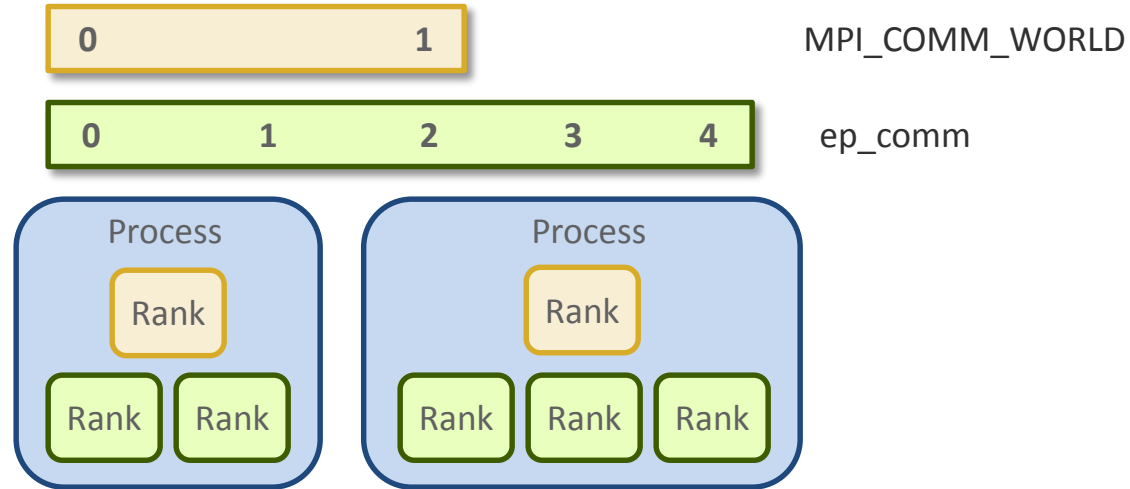 0 1 MPI_COMM_WORLD
0 1 2 3 4 ep_comm
Process Process
Rank Rank
Rank Rank Rank Rank Rank